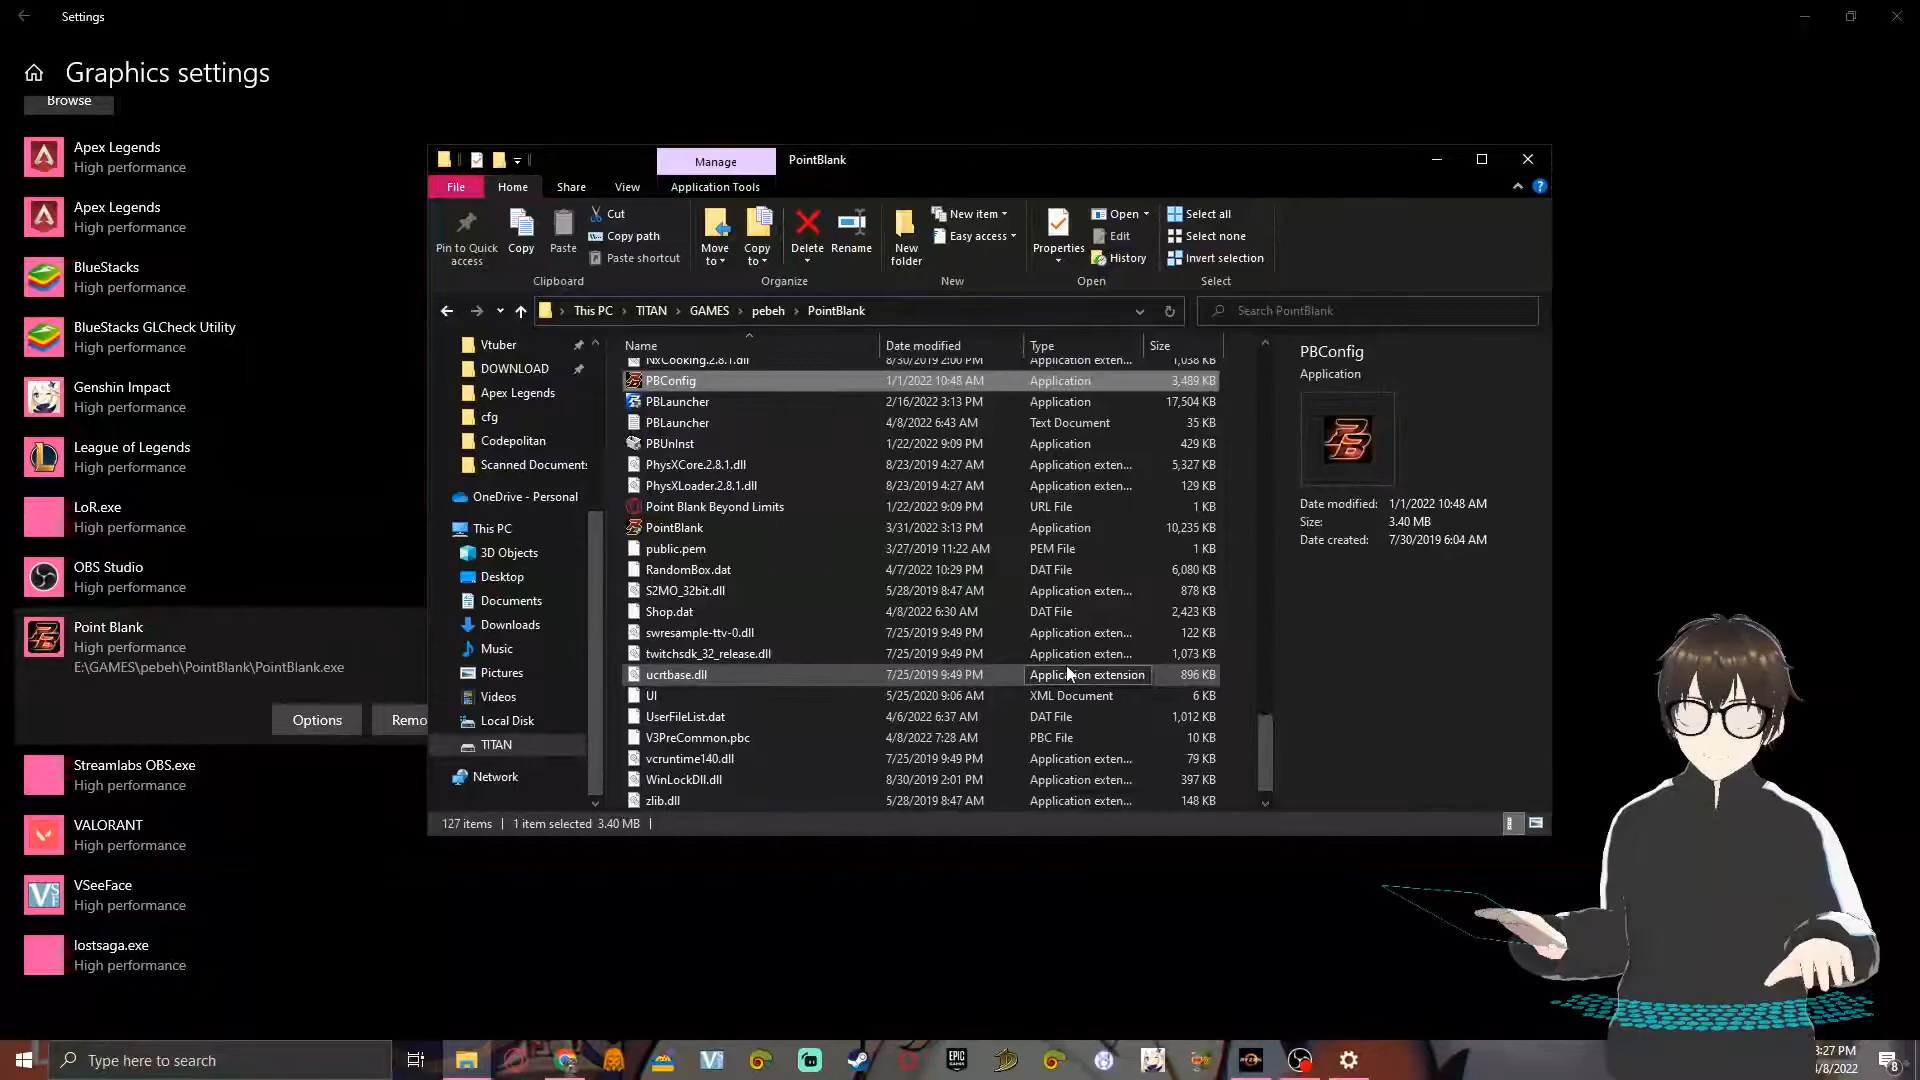 Settings
Graphics settings
Browse
Apex Legends
High performance
Apex Legends
High performance
BlueStacks
High performance
BlueStacks GLCheck Utility
High performance
Genshin Impact
High performance
League of Legends
High performance
LoR.exe
High performance
OBS Studio
High performance
Point Blank
High performance
E:\GAMES\pebeh\PointBlank\PointBlank.exe
Options
Remo
Streamlabs OBS.exe
High performance
VALORANT
High performance
VSeeFace
High performance
lostsaga.exe
High performance
Manage
PointBlank
File
Home
Share
View
Application Tools
Pin to Quick access
Copy
Paste
Cut
Copy path
Paste shortcut
Clipboard
Move to
Copy to
Delete
Rename
Organize
New folder
New item
Easy access
New
Properties
Open
Edit
History
Open
Select all
Select none
Invert selection
Select
This PC > TITAN > GAMES > pebeh > PointBlank
Search PointBlank
Vtuber
DOWNLOAD
Apex Legends
cfg
Codepolitan
Scanned Documents
OneDrive - Personal
This PC
3D Objects
Desktop
Documents
Downloads
Music
Pictures
Videos
Local Disk
TITAN
Network
Name Date modified Type Size
NxCooking.2.8.1.dll 8/30/2019 2:00 PM Application exten... 1,038 KB
PBConfig 1/1/2022 10:48 AM Application 3,489 KB
PBLauncher 2/16/2022 3:13 PM Application 17,504 KB
PBLauncher 4/8/2022 6:43 AM Text Document 35 KB
PBUnInst 1/22/2022 9:09 PM Application 429 KB
PhysXCore.2.8.1.dll 8/23/2019 4:27 AM Application exten... 5,327 KB
PhysXLoader.2.8.1.dll 8/23/2019 4:27 AM Application exten... 129 KB
Point Blank Beyond Limits 1/22/2022 9:09 PM URL File 1 KB
PointBlank 3/31/2022 3:13 PM Application 10,235 KB
public.pem 3/27/2019 11:22 AM PEM File 1 KB
RandomBox.dat 4/7/2022 10:29 PM DAT File 6,080 KB
S2MO_32bit.dll 5/28/2019 8:47 AM Application exten... 878 KB
Shop.dat 4/8/2022 6:30 AM DAT File 2,423 KB
swresample-ttv-0.dll 7/25/2019 9:49 PM Application exten... 122 KB
twitchsdk_32_release.dll 7/25/2019 9:49 PM Application exten... 1,073 KB
ucrtbase.dll 7/25/2019 9:49 PM Application extension 896 KB
UI 5/25/2020 9:06 AM XML Document 6 KB
UserFileList.dat 4/6/2022 6:37 AM DAT File 1,012 KB
V3PreCommon.pbc 4/8/2022 7:28 AM PBC File 10 KB
vcruntime140.dll 7/25/2019 9:49 PM Application exten... 79 KB
WinLockDll.dll 8/30/2019 2:01 PM Application exten... 397 KB
zlib.dll 5/28/2019 8:47 AM Application exten... 148 KB
PBConfig
Application
Date modified: 1/1/2022 10:48 AM
Size: 3.40 MB
Date created: 7/30/2019 6:04 AM
127 items
1 item selected 3.40 MB
Type here to search
EPIC GAMES
RYZEN
:27 PM
/8/2022
8